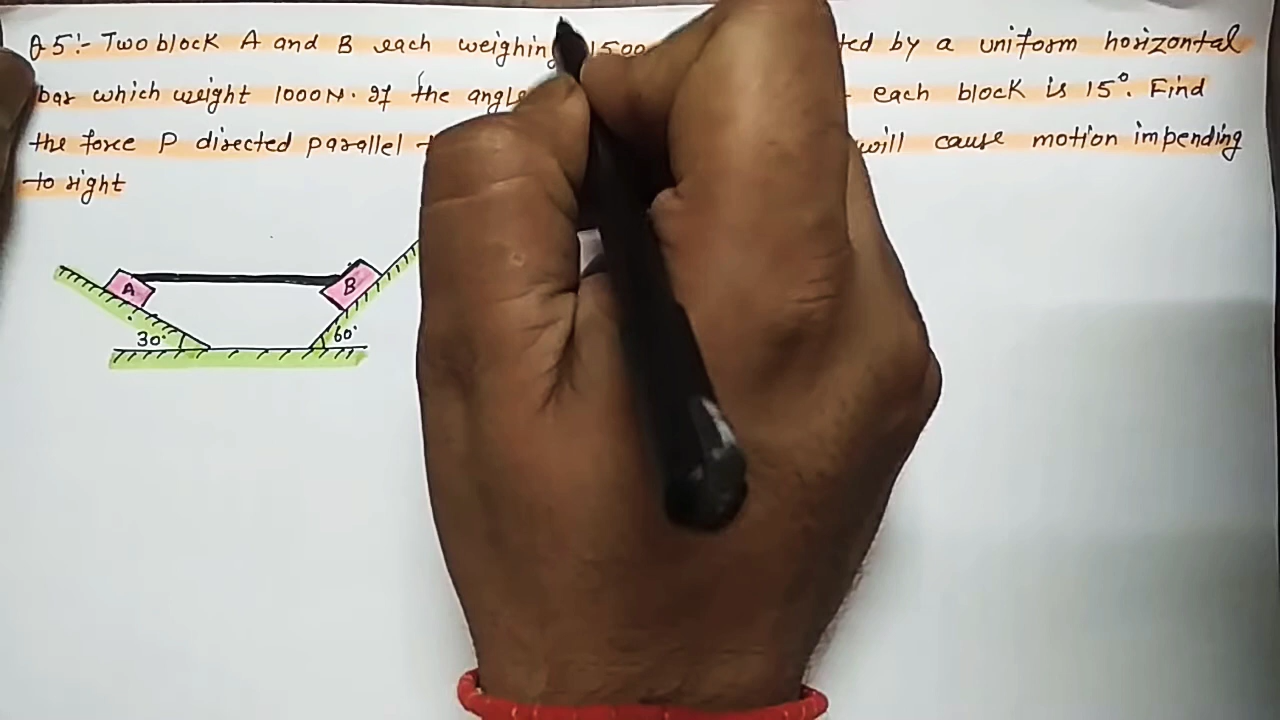 Q5:- Two block A and B each weighing 1500 by a uniform horizontal
bar which weight 1000N. If the angle each block is 15°. Find
the force P directed parallel will cause motion impending
to right
A
B
30°
60°